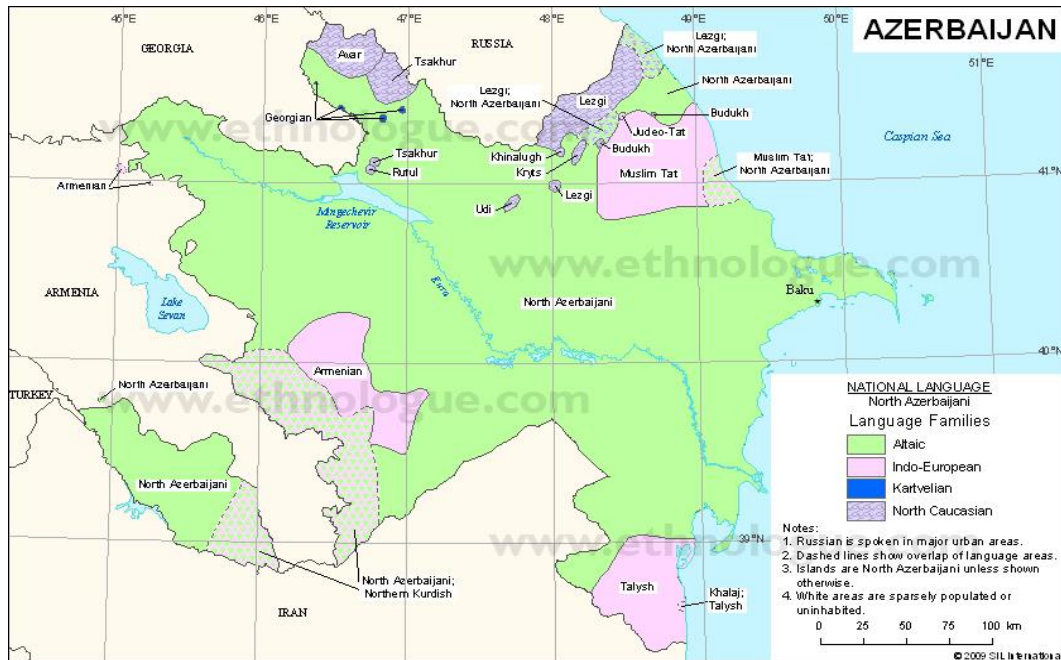 45°E
46°E
47°E
48°E
49°E
50°E
AZERBAIJAN
51°E
GEORGIA
RUSSIA
Avar
Tsakhur
Lezgi;
North Azerbaijani
North Azerbaijani
Lezgi;
North Azerbaijani
Lezgi
Budukh
Georgian
Judeo-Tat
Caspian Sea
www.ethnologue.com
Tsakhur
Rutul
Khinalugh
Budukh
Kryts
Muslim Tat
Muslim Tat;
North Azerbaijani
41°N
Armenian
Lezgi
Udi
Mingechevir
Reservoir
www.ethnologue.com
Kura
North Azerbaijani
Baku
ARMENIA
Lake
Sevan
40°N
Armenian
TURKEY
North Azerbaijani
www.ethnologue.com
North Azerbaijani
39°N
www.ethnologue.com
North Azerbaijani;
Northern Kurdish
Talysh
Khalaj;
Talysh
IRAN
NATIONAL LANGUAGE
North Azerbaijani
Language Families
Altaic
Indo-European
Kartvelian
North Caucasian
Notes:
1. Russian is spoken in major urban areas.
2. Dashed lines show overlap of language areas.
3. Islands are North Azerbaijani unless shown
otherwise.
4. White areas are sparsely populated or
uninhabited.
0 25 50 75 100 km
© 2009 SIL International